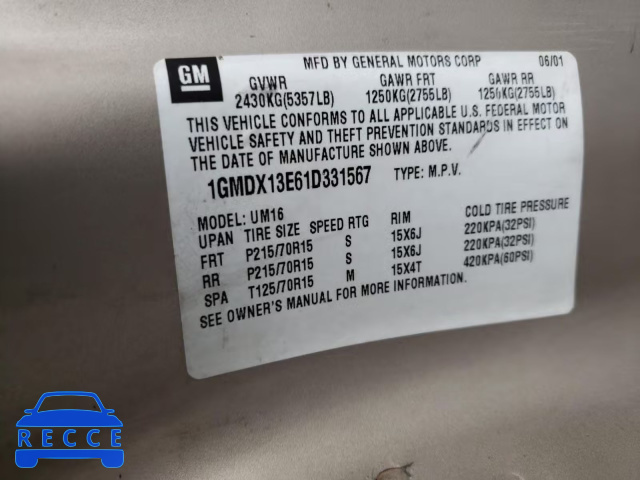 GM
MFD BY GENERAL MOTORS CORP 06/01
GVWR GAWR FRT GAWR RR
2430KG(5357LB) 1250KG(2755LB) 1250KG(2755LB)
THIS VEHICLE CONFORMS TO ALL APPLICABLE U.S. FEDERAL MOTOR
VEHICLE SAFETY AND THEFT PREVENTION STANDARDS IN EFFECT ON
THE DATE OF MANUFACTURE SHOWN ABOVE.
1GMDX13E61D331567 TYPE: M.P.V.
MODEL: UM16
UPAN TIRE SIZE SPEED RTG RIM COLD TIRE PRESSURE
FRT P215/70R15 S 15X6J 220KPA(32PSI)
RR P215/70R15 S 15X6J 220KPA(32PSI)
SPA T125/70R15 M 15X4T 420KPA(60PSI)
SEE OWNER'S MANUAL FOR MORE INFORMATION.